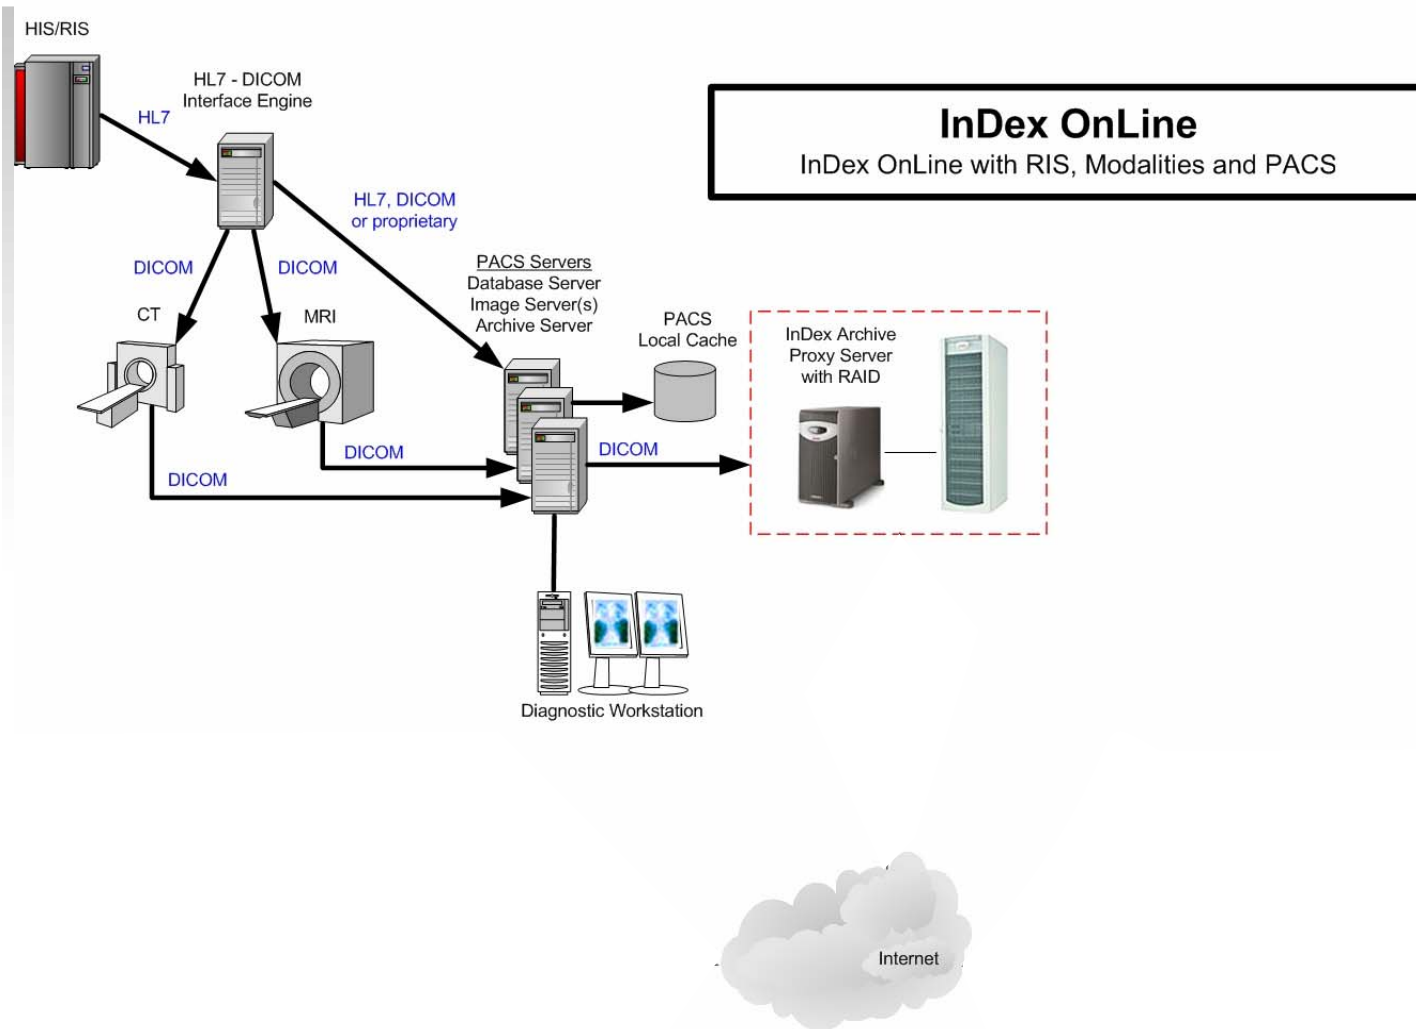 HIS/RIS
HL7 - DICOM
Interface Engine
HL7
InDex OnLine
InDex OnLine with RIS, Modalities and PACS
HL7, DICOM
or proprietary
DICOM
DICOM
PACS Servers
Database Server
Image Server(s)
Archive Server
CT
MRI
PACS
Local Cache
InDex Archive
Proxy Server
with RAID
DICOM
DICOM
DICOM
Diagnostic Workstation
Internet